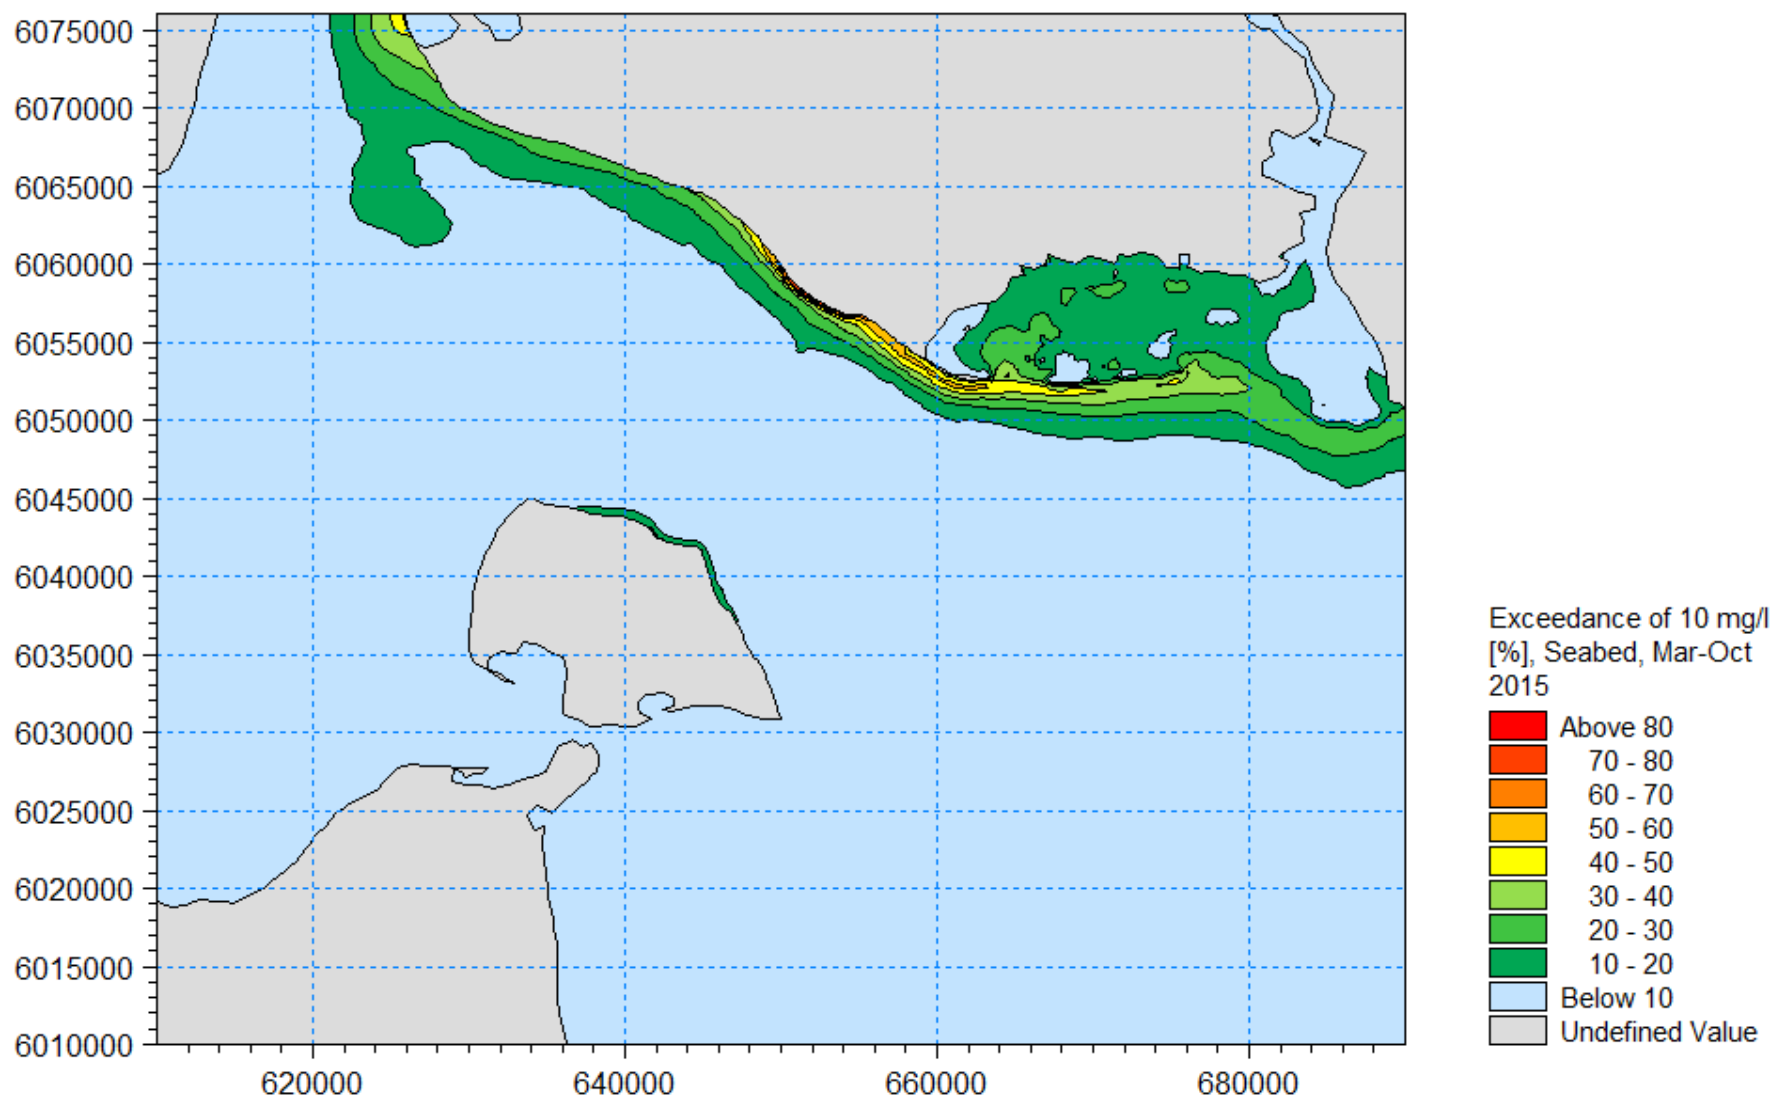 6075000
6070000
6065000
6060000
6055000
6050000
6045000
6040000
6035000
6030000
6025000
6020000
6015000
6010000
620000
640000
660000
680000
Exceedance of 10 mg/l
[%], Seabed, Mar-Oct
2015
Above 80
70 - 80
60 - 70
50 - 60
40 - 50
30 - 40
20 - 30
10 - 20
Below 10
Undefined Value